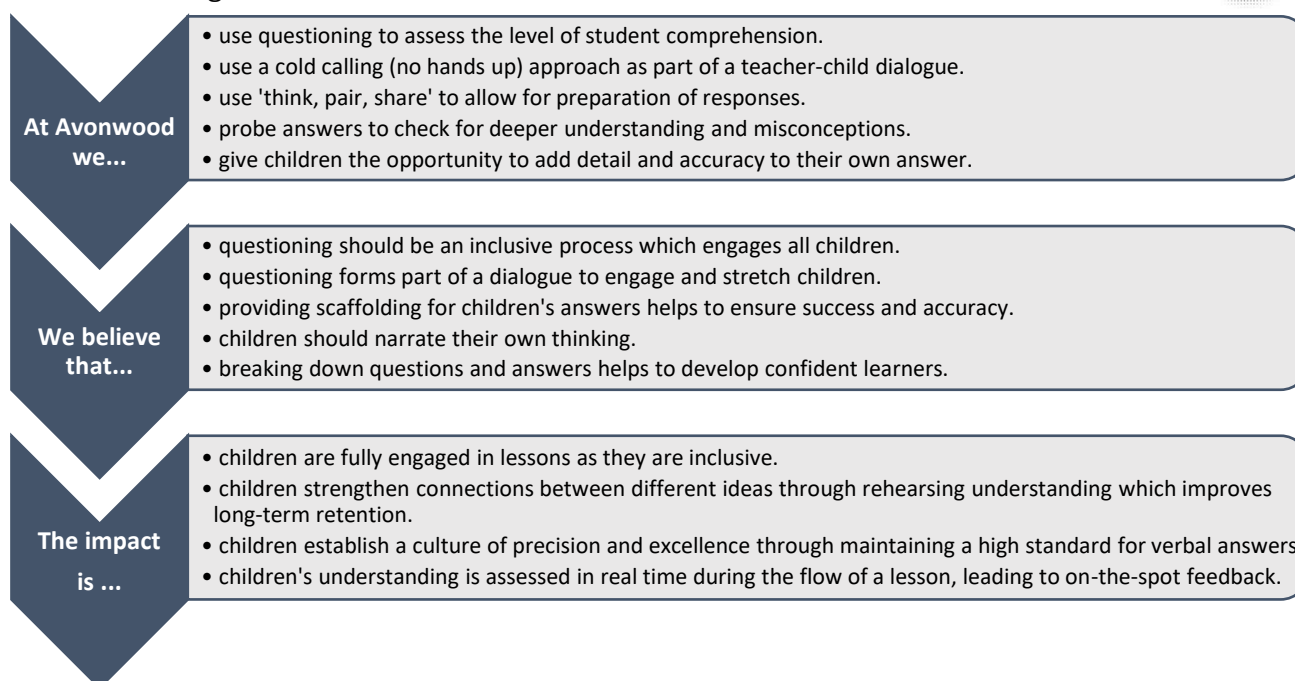 At Avonwood
we...
• use questioning to assess the level of student comprehension.
• use a cold calling (no hands up) approach as part of a teacher-child dialogue.
• use 'think, pair, share' to allow for preparation of responses.
• probe answers to check for deeper understanding and misconceptions.
• give children the opportunity to add detail and accuracy to their own answer.
We believe
that...
• questioning should be an inclusive process which engages all children.
• questioning forms part of a dialogue to engage and stretch children.
• providing scaffolding for children's answers helps to ensure success and accuracy.
• children should narrate their own thinking.
• breaking down questions and answers helps to develop confident learners.
The impact
is ...
• children are fully engaged in lessons as they are inclusive.
• children strengthen connections between different ideas through rehearsing understanding which improves
long-term retention.
• children establish a culture of precision and excellence through maintaining a high standard for verbal answers
• children's understanding is assessed in real time during the flow of a lesson, leading to on-the-spot feedback.